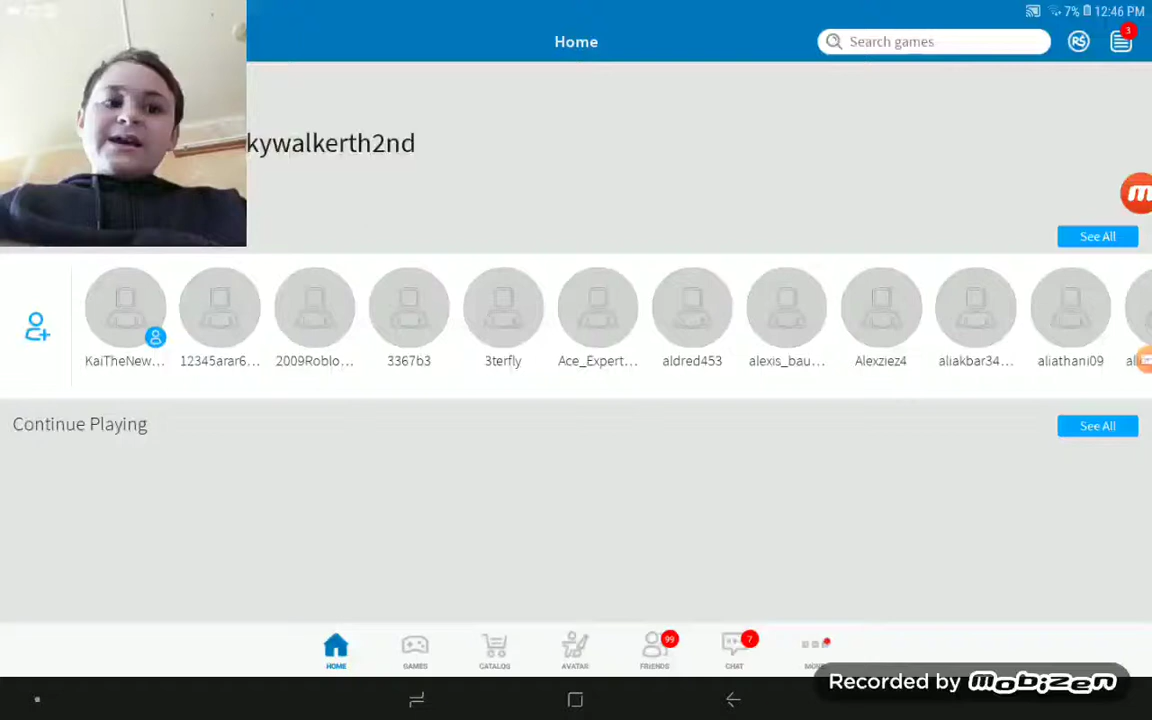 7% 12:46 PM
Home
Search games
R$
3
kywalkerth2nd
See All
KaiTheNew...
12345arar6...
2009Roblo...
3367b3
3terfly
Ace_Expert...
aldred453
alexis_bau...
Alexziez4
aliakbar34...
aliathani09
Continue Playing
See All
99
7
HOME
GAMES
CATALOG
AVATAR
FRIENDS
CHAT
Recorded by mobizen